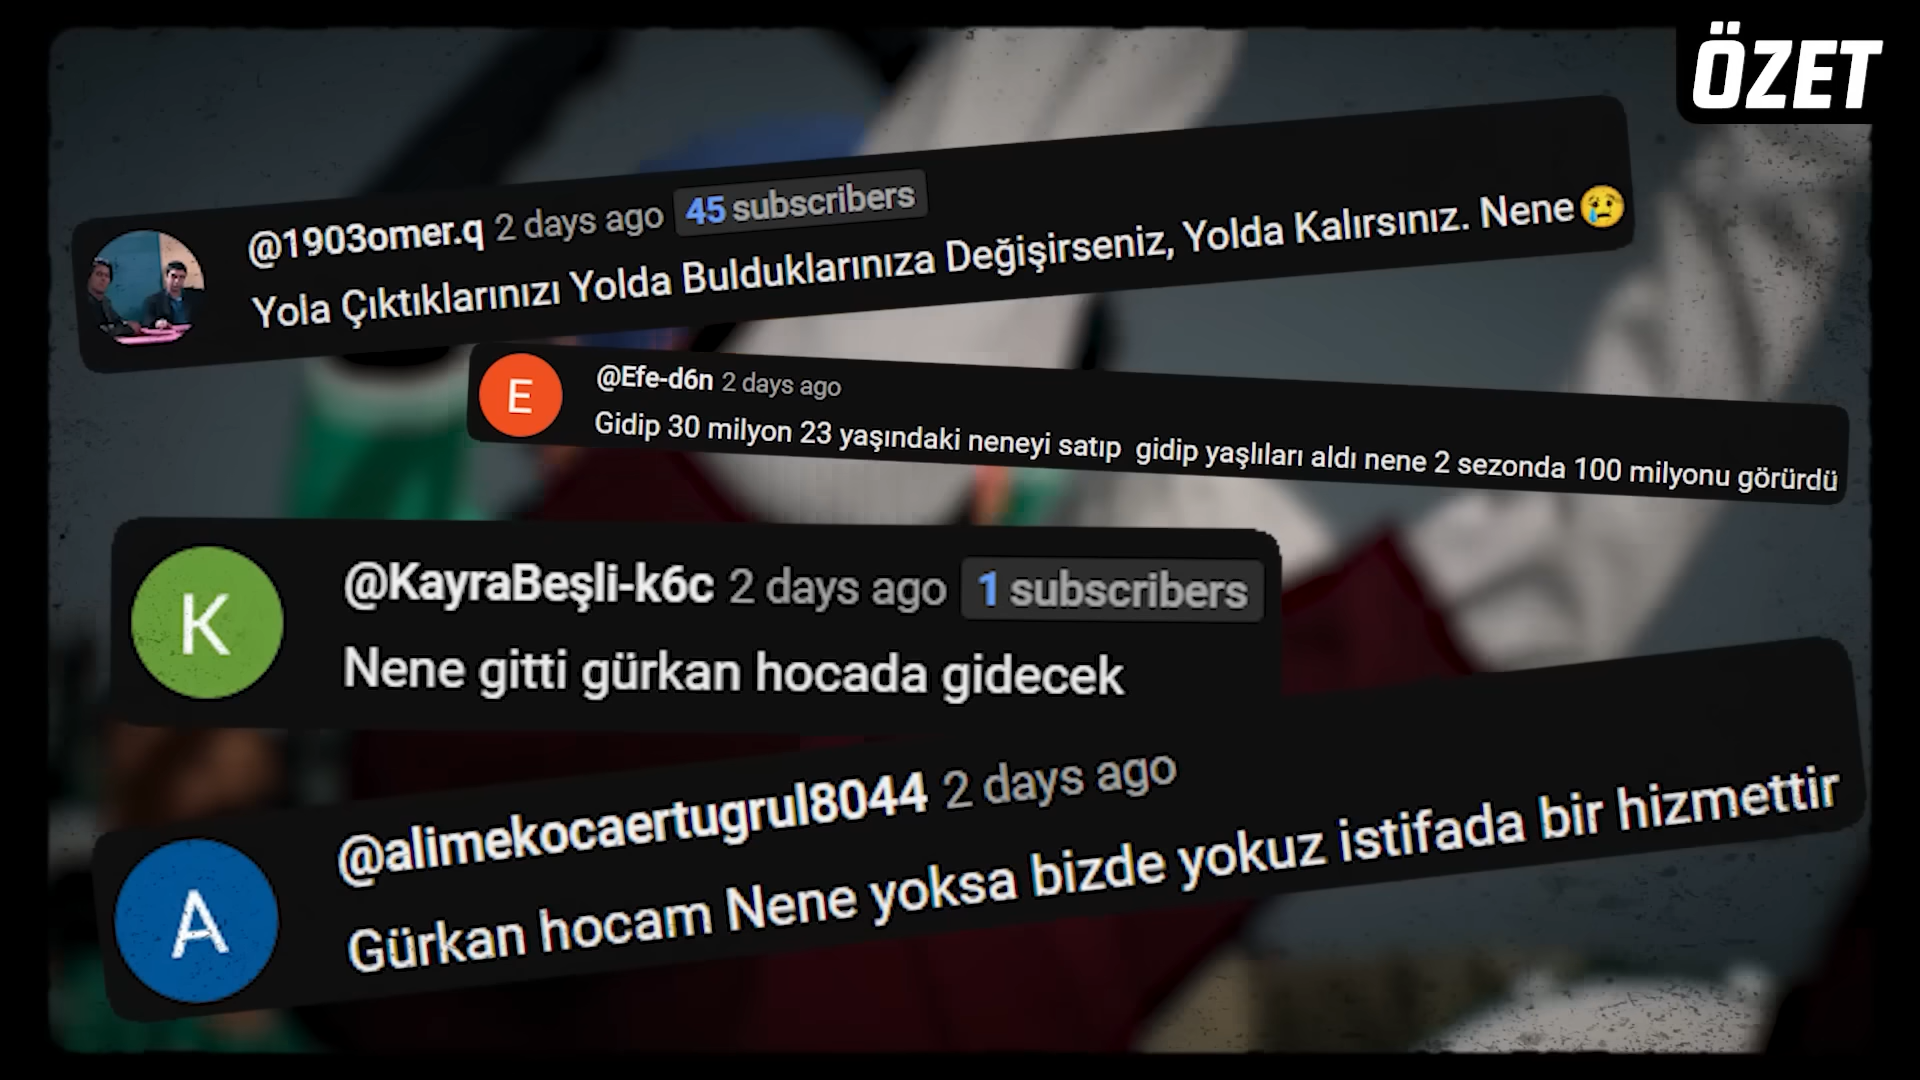 ÖZET
@1903omer.q 2 days ago 45 subscribers
Yola Çıktıklarınızı Yolda Bulduklarınıza Değişirseniz, Yolda Kalırsınız. Nene😢
E
@Efe-d6n 2 days ago
Gidip 30 milyon 23 yaşındaki neneyi satıp gidip yaşlıları aldı nene 2 sezonda 100 milyonu görürdü
K
@KayraBeşli-k6c 2 days ago 1 subscribers
Nene gitti gürkan hocada gidecek
A
@alimekocaertugrul8044 2 days ago
Gürkan hocam Nene yoksa bizde yokuz istifada bir hizmettir